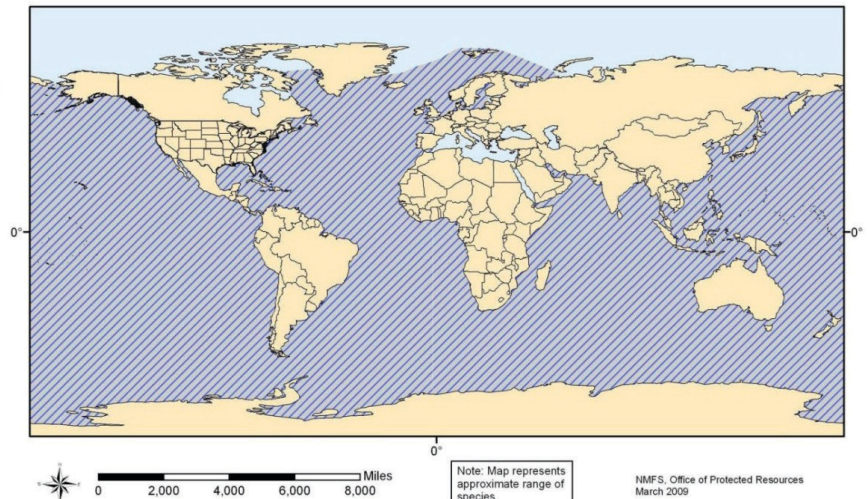 0°
0°
0°
Miles
0 2,000 4,000 6,000 8,000
Note: Map represents
approximate range of
species
NMFS, Office of Protected Resources
March 2009